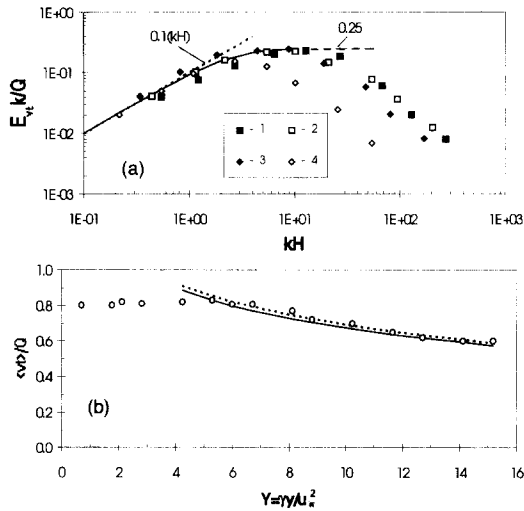 E_vt k/Q
1E+00
1E-01
1E-02
1E-03
0.1(kH)
0.25
(a)
- 1
- 2
- 3
- 4
1E-01 1E+00 1E+01 1E+02 1E+03
kH
<vt>/Q
1.0
0.8
0.6
0.4
0.2
0.0
(b)
0 2 4 6 8 10 12 14 16
Y=γy/u*²